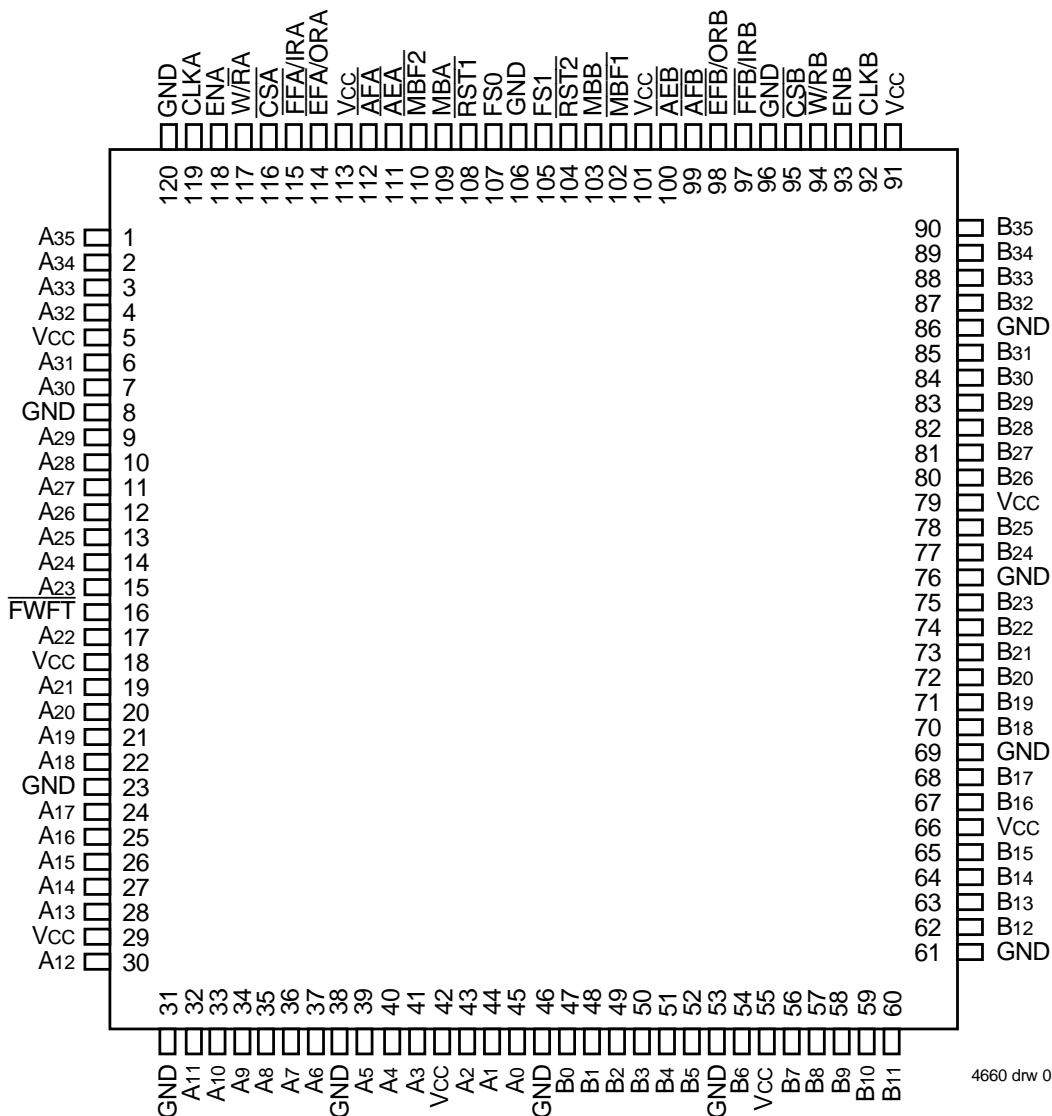 GND CLKA ENA W/RA CSA FFA/IRA EFA/ORA VCC AFA AEA MBF2 MBA RST1 FS0 GND FS1 RST2 MBB MBF1 VCC AEB AFB EFB/ORB FFB/IRB GND CSB W/RB ENB CLKB VCC
120 119 118 117 116 115 114 113 112 111 110 109 108 107 106 105 104 103 102 101 100 99 98 97 96 95 94 93 92 91
A35 1
A34 2
A33 3
A32 4
VCC 5
A31 6
A30 7
GND 8
A29 9
A28 10
A27 11
A26 12
A25 13
A24 14
A23 15
FWFT 16
A22 17
VCC 18
A21 19
A20 20
A19 21
A18 22
GND 23
A17 24
A16 25
A15 26
A14 27
A13 28
VCC 29
A12 30
90 B35
89 B34
88 B33
87 B32
86 GND
85 B31
84 B30
83 B29
82 B28
81 B27
80 B26
79 VCC
78 B25
77 B24
76 GND
75 B23
74 B22
73 B21
72 B20
71 B19
70 B18
69 GND
68 B17
67 B16
66 VCC
65 B15
64 B14
63 B13
62 B12
61 GND
31 32 33 34 35 36 37 38 39 40 41 42 43 44 45 46 47 48 49 50 51 52 53 54 55 56 57 58 59 60
GND A11 A10 A9 A8 A7 A6 GND A5 A4 A3 VCC A2 A1 A0 GND B0 B1 B2 B3 B4 B5 GND B6 VCC B7 B8 B9 B10 B11
4660 drw 0